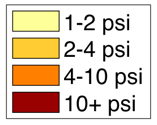 1-2 psi
2-4 psi
4-10 psi
10+ psi